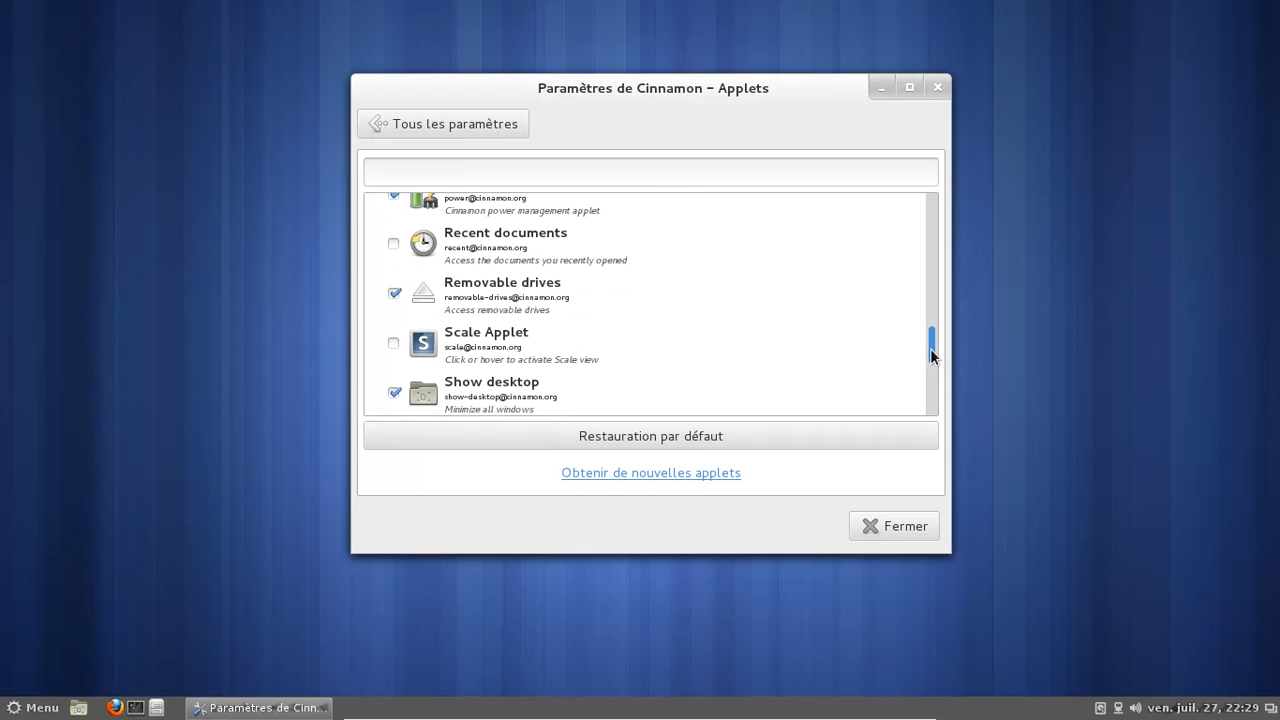 Paramètres de Cinnamon – Applets
Tous les paramètres
power@cinnamon.org
Cinnamon power management applet
Recent documents
recent@cinnamon.org
Access the documents you recently opened
Removable drives
removable-drives@cinnamon.org
Access removable drives
S
Scale Applet
scale@cinnamon.org
Click or hover to activate Scale view
Show desktop
show-desktop@cinnamon.org
Minimize all windows
Restauration par défaut
Obtenir de nouvelles applets
Fermer
Menu
Paramètres de Cinn...
ven. juil. 27, 22:29